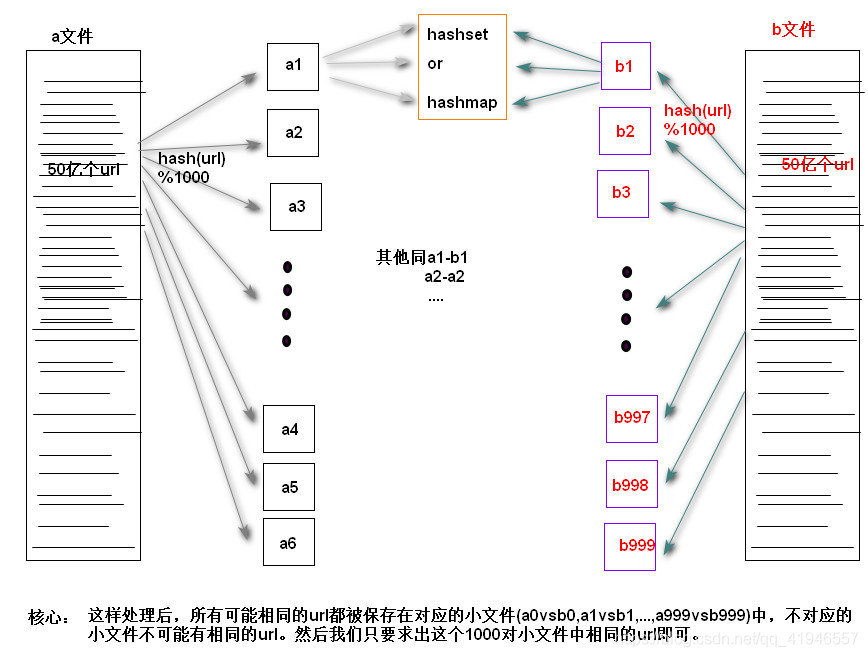 a文件
b文件
50亿个url
hash(url)
%1000
a1
a2
a3
a4
a5
a6
hashset
or
hashmap
其他同a1-b1
a2-a2
....
b1
b2
b3
b997
b998
b999
hash(url)
%1000
50亿个url
核心： 这样处理后，所有可能相同的url都被保存在对应的小文件(a0vsb0,a1vsb1,...,a999vsb999)中，不对应的
小文件不可能有相同的url。然后我们只要求出这个1000对小文件中相同的url即可。
https://blog.csdn.net/qq_41946557